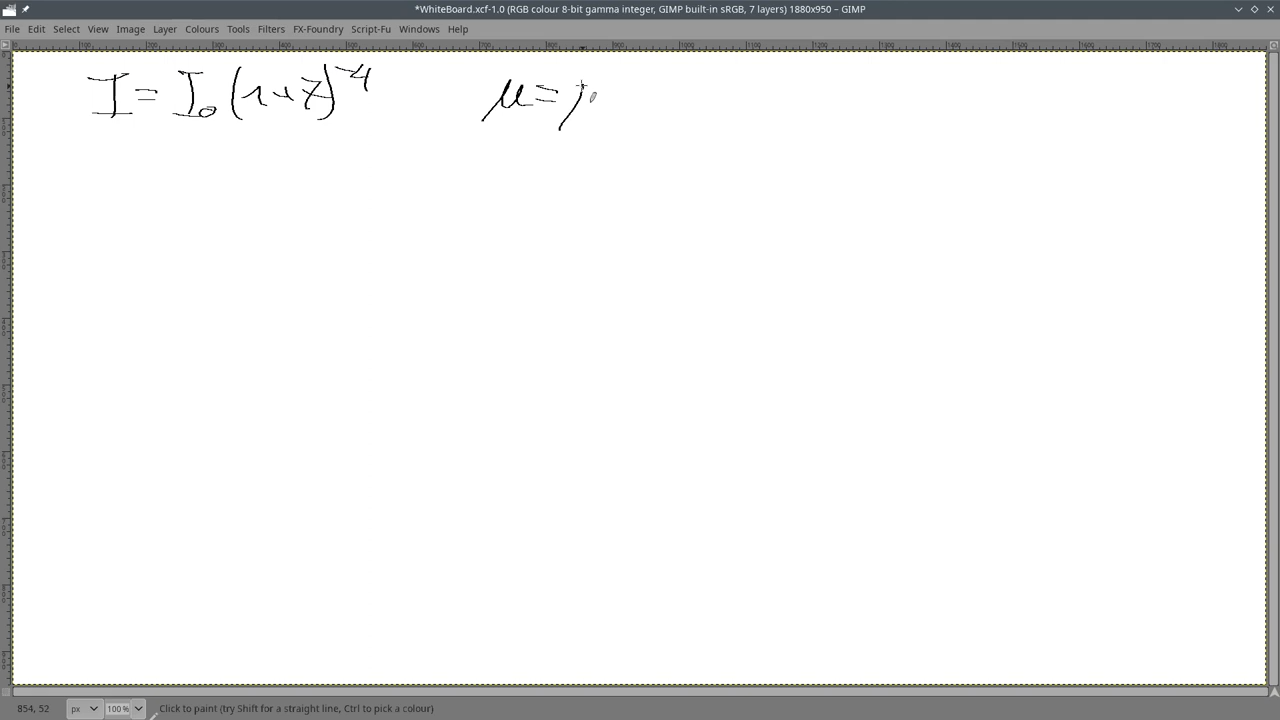 *WhiteBoard.xcf-1.0 (RGB colour 8-bit gamma integer, GIMP built-in sRGB, 7 layers) 1880x950 – GIMP
File Edit Select View Image Layer Colours Tools Filters FX-Foundry Script-Fu Windows Help
I = I₀ (1+z)⁻⁴ μ =
854, 52 px 100% Click to paint (try Shift for a straight line, Ctrl to pick a colour)